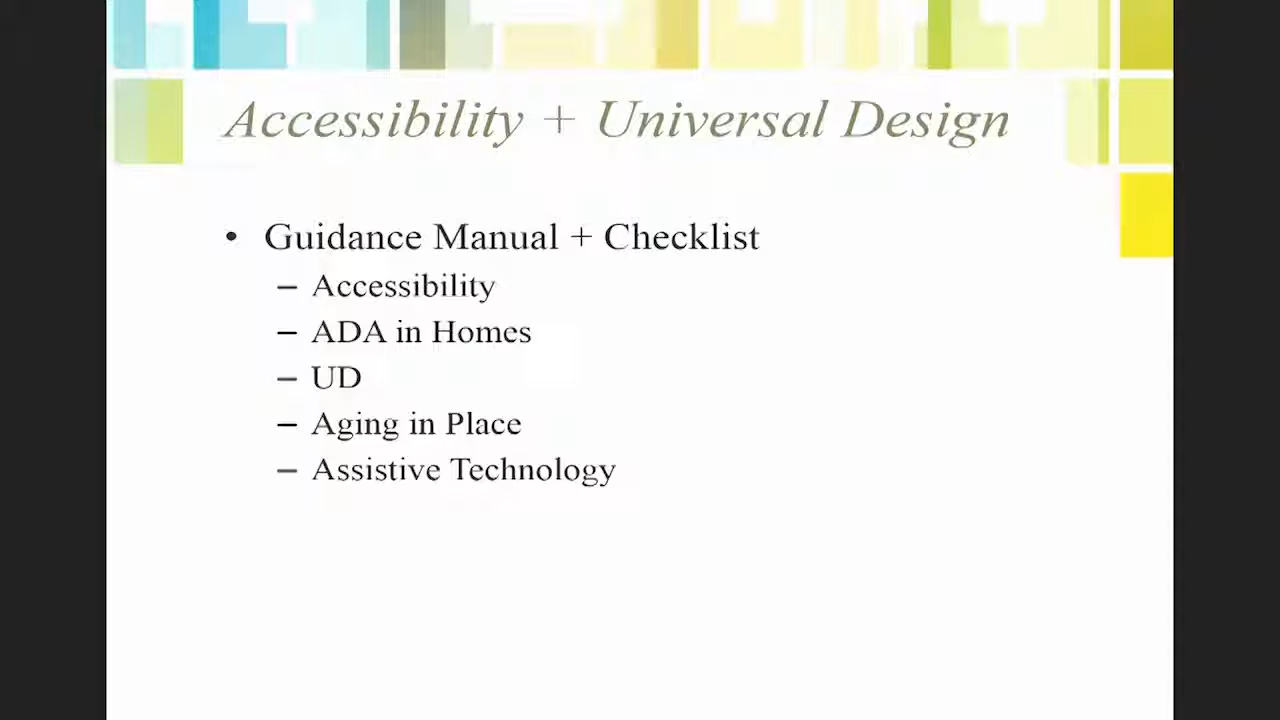 Accessibility + Universal Design
• Guidance Manual + Checklist
– Accessibility
– ADA in Homes
– UD
– Aging in Place
– Assistive Technology